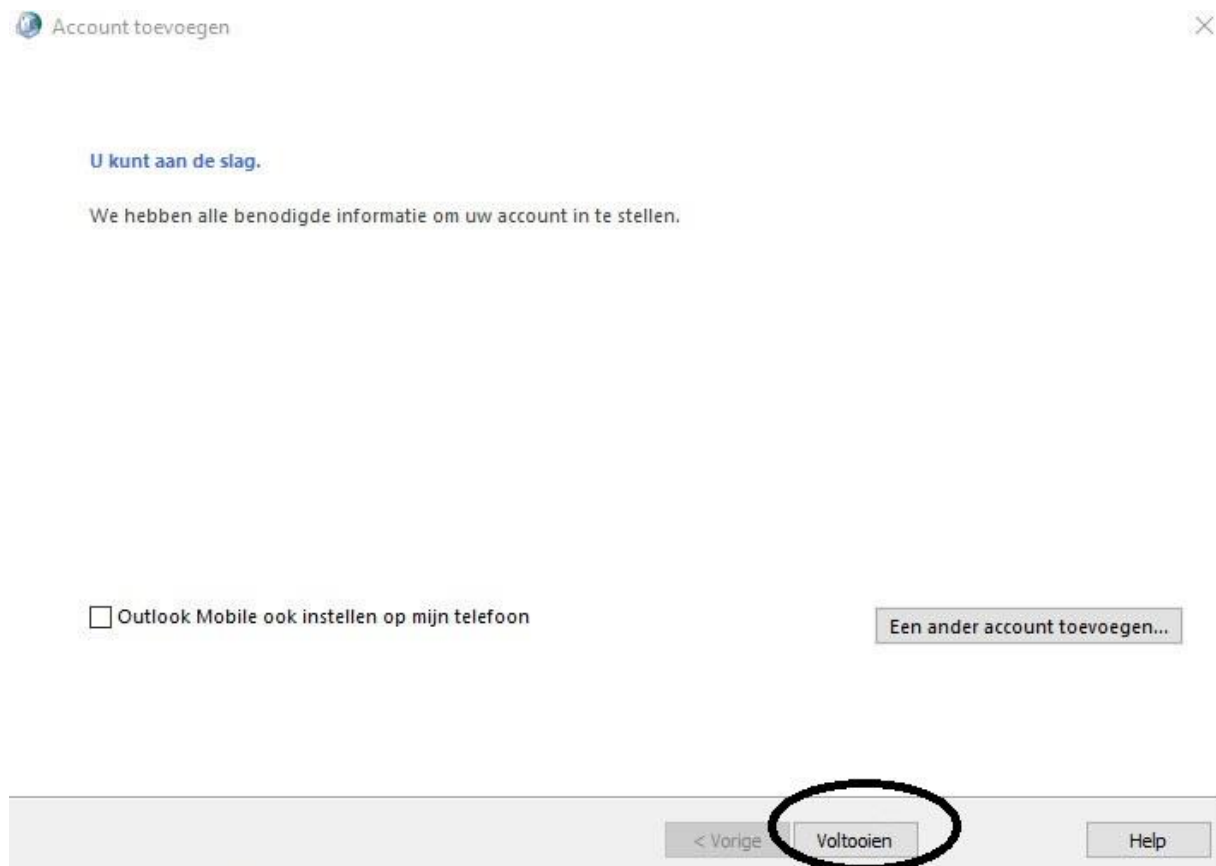 Account toevoegen
U kunt aan de slag.
We hebben alle benodigde informatie om uw account in te stellen.
Outlook Mobile ook instellen op mijn telefoon
Een ander account toevoegen...
< Vorige
Voltooien
Help